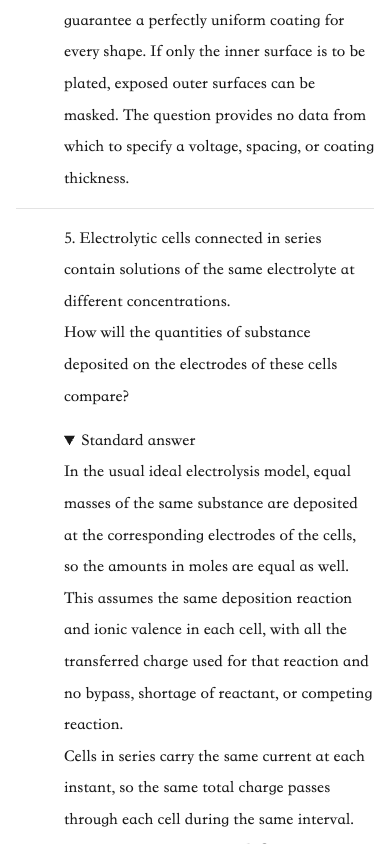 guarantee a perfectly uniform coating for
every shape. If only the inner surface is to be
plated, exposed outer surfaces can be
masked. The question provides no data from
which to specify a voltage, spacing, or coating
thickness.
5. Electrolytic cells connected in series
contain solutions of the same electrolyte at
different concentrations.
How will the quantities of substance
deposited on the electrodes of these cells
compare?
▼ Standard answer
In the usual ideal electrolysis model, equal
masses of the same substance are deposited
at the corresponding electrodes of the cells,
so the amounts in moles are equal as well.
This assumes the same deposition reaction
and ionic valence in each cell, with all the
transferred charge used for that reaction and
no bypass, shortage of reactant, or competing
reaction.
Cells in series carry the same current at each
instant, so the same total charge passes
through each cell during the same interval.